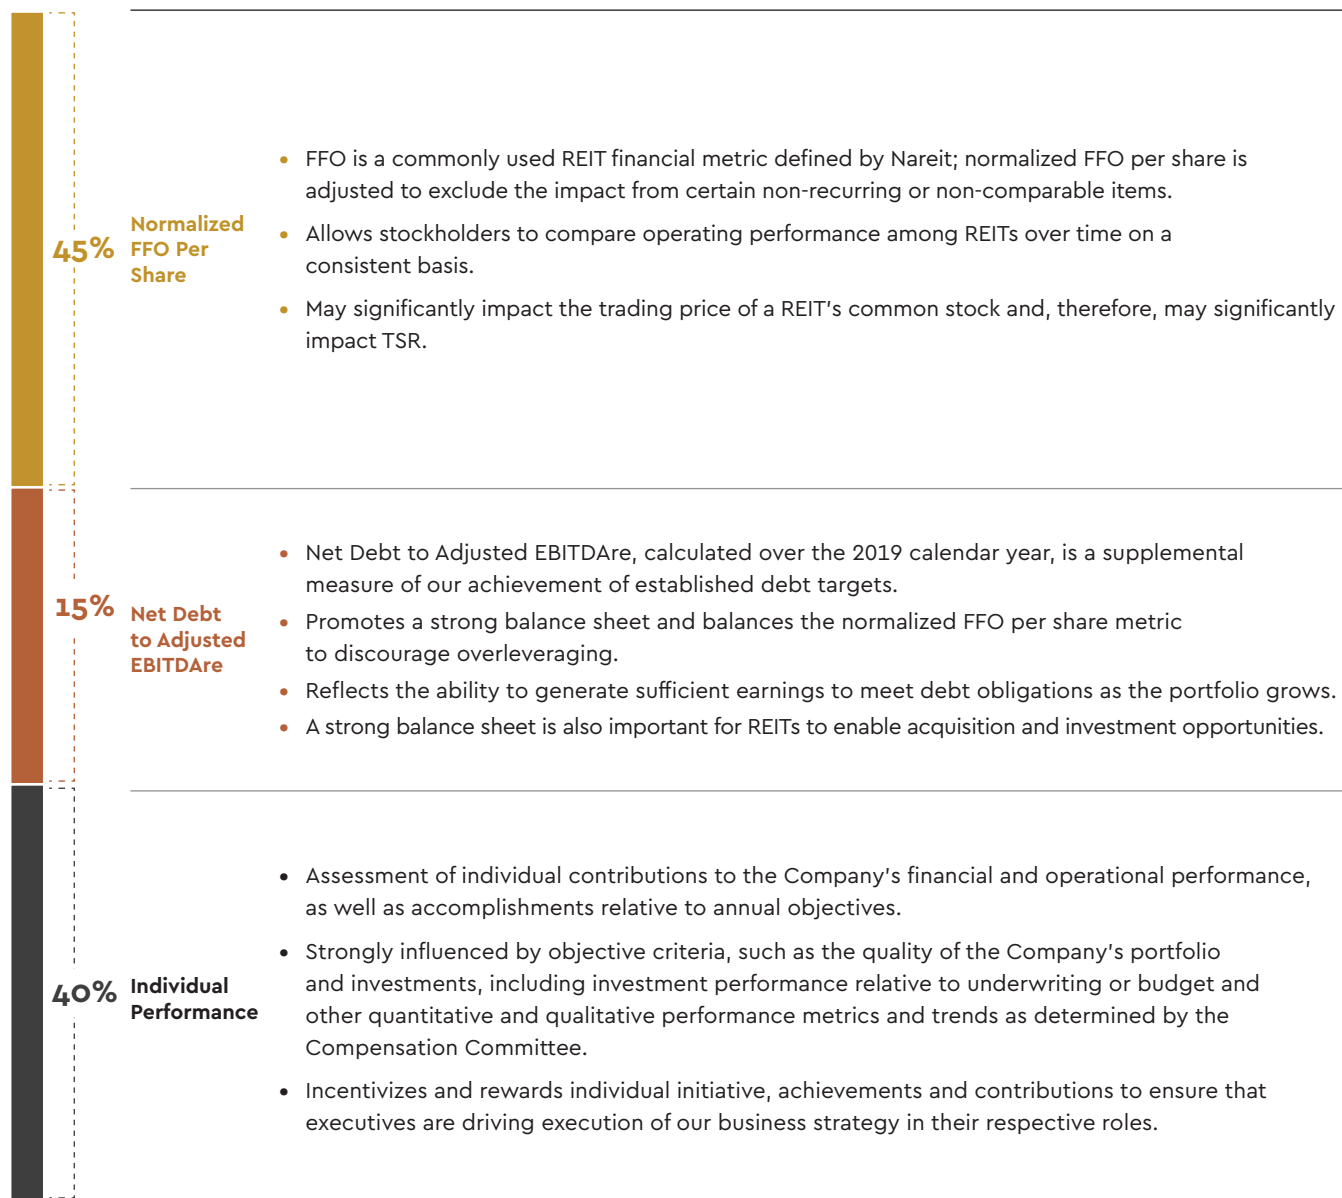 45%
Normalized
FFO Per
Share
• FFO is a commonly used REIT financial metric defined by Nareit; normalized FFO per share is
adjusted to exclude the impact from certain non-recurring or non-comparable items.
• Allows stockholders to compare operating performance among REITs over time on a
consistent basis.
• May significantly impact the trading price of a REIT's common stock and, therefore, may significantly
impact TSR.
15%
Net Debt
to Adjusted
EBITDAre
• Net Debt to Adjusted EBITDAre, calculated over the 2019 calendar year, is a supplemental
measure of our achievement of established debt targets.
• Promotes a strong balance sheet and balances the normalized FFO per share metric
to discourage overleveraging.
• Reflects the ability to generate sufficient earnings to meet debt obligations as the portfolio grows.
• A strong balance sheet is also important for REITs to enable acquisition and investment opportunities.
40%
Individual
Performance
• Assessment of individual contributions to the Company's financial and operational performance,
as well as accomplishments relative to annual objectives.
• Strongly influenced by objective criteria, such as the quality of the Company's portfolio
and investments, including investment performance relative to underwriting or budget and
other quantitative and qualitative performance metrics and trends as determined by the
Compensation Committee.
• Incentivizes and rewards individual initiative, achievements and contributions to ensure that
executives are driving execution of our business strategy in their respective roles.